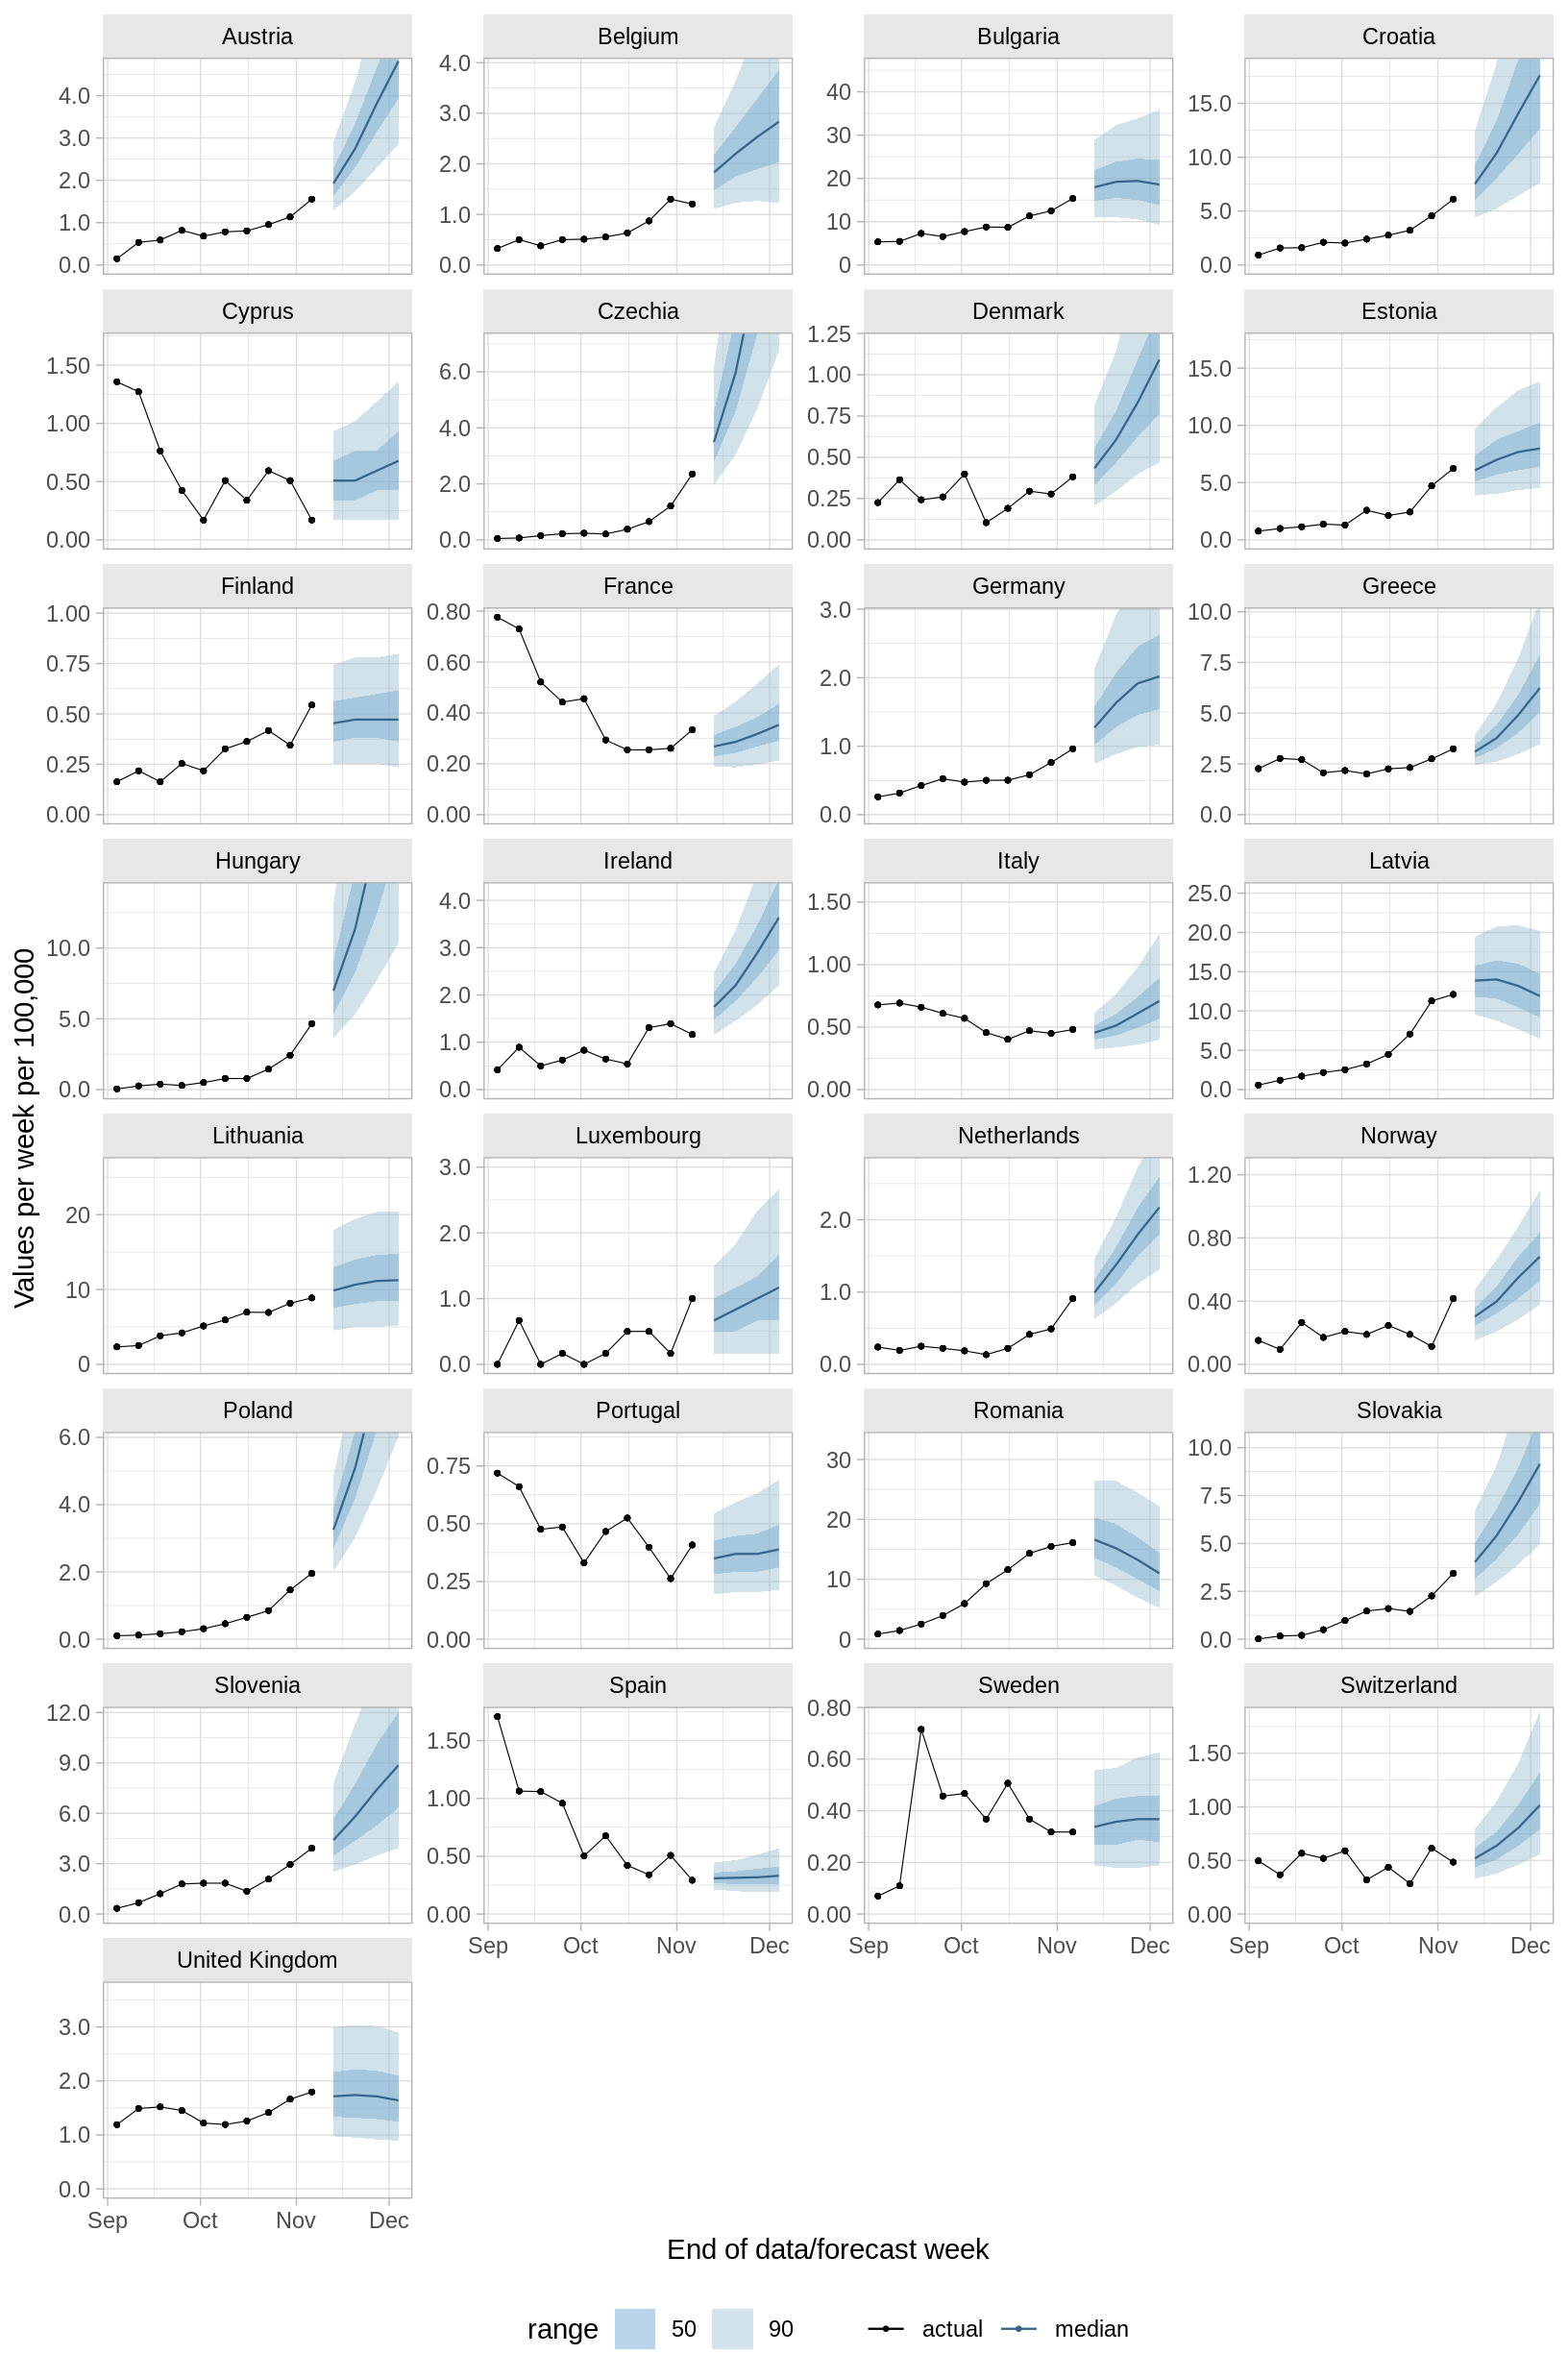 Austria Belgium Bulgaria Croatia
4.0 3.0 2.0 1.0 0.0
4.0 3.0 2.0 1.0 0.0
40 30 20 10 0
15.0 10.0 5.0 0.0
Cyprus Czechia Denmark Estonia
1.50 1.00 0.50 0.00
6.0 4.0 2.0 0.0
1.25 1.00 0.75 0.50 0.25 0.00
15.0 10.0 5.0 0.0
Finland France Germany Greece
1.00 0.75 0.50 0.25 0.00
0.80 0.60 0.40 0.20 0.00
3.0 2.0 1.0 0.0
10.0 7.5 5.0 2.5 0.0
Hungary Ireland Italy Latvia
10.0 5.0 0.0
4.0 3.0 2.0 1.0 0.0
1.50 1.00 0.50 0.00
25.0 20.0 15.0 10.0 5.0 0.0
Values per week per 100,000
Lithuania Luxembourg Netherlands Norway
20 10 0
3.0 2.0 1.0 0.0
2.0 1.0 0.0
1.20 0.80 0.40 0.00
Poland Portugal Romania Slovakia
6.0 4.0 2.0 0.0
0.75 0.50 0.25 0.00
30 20 10 0
10.0 7.5 5.0 2.5 0.0
Slovenia Spain Sweden Switzerland
12.0 9.0 6.0 3.0 0.0
1.50 1.00 0.50 0.00
0.80 0.60 0.40 0.20 0.00
1.50 1.00 0.50 0.00
Sep Oct Nov Dec Sep Oct Nov Dec Sep Oct Nov Dec
United Kingdom
3.0 2.0 1.0 0.0
Sep Oct Nov Dec
End of data/forecast week
range 50 90 actual median